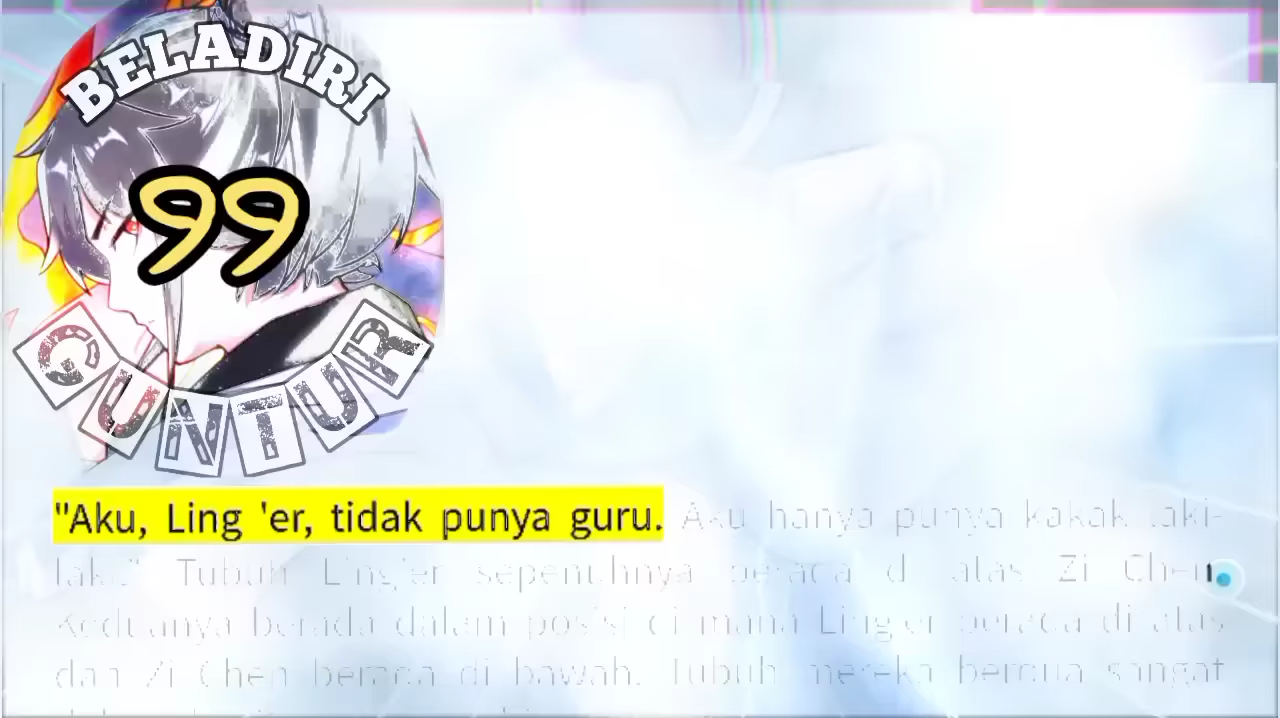 BELADIRI
99
GUNTUR
"Aku, Ling 'er, tidak punya guru. Aku hanya punya kakak laki-
laki." Tubuh Ling'er sepenuhnya berada di atas Zi Chen.
Keduanya berada dalam posisi di mana Ling'er berada di atas
dan Zi Chen berada di bawah. Tubuh mereka berdua sangat